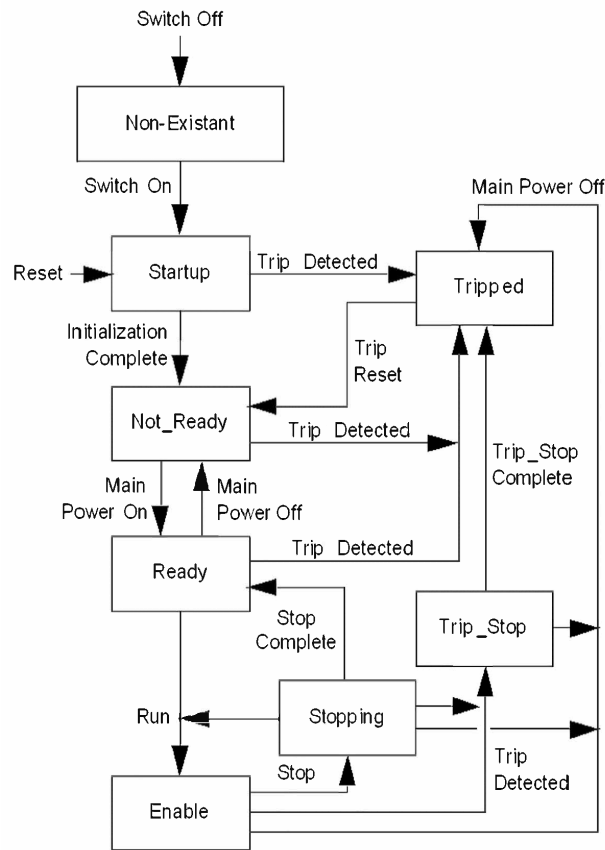 Switch Off
Non-Existant
Switch On
Main Power Off
Reset
Startup
Trip Detected
Tripped
Initialization
Complete
Trip
Reset
Not_Ready
Trip Detected
Trip_Stop
Complete
Main
Power On
Main
Power Off
Ready
Trip Detected
Stop
Complete
Trip_Stop
Run
Stopping
Stop
Trip
Detected
Enable